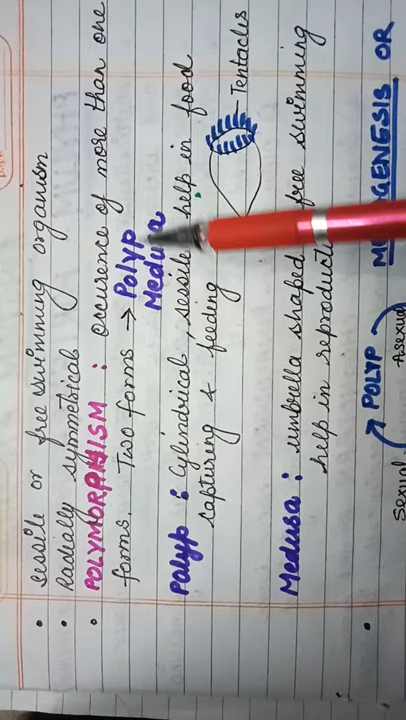 • sessile or free swimming organism
• Radially symmetrical
• POLYMORPHISM : occurence of more than one
forms. Two forms → Polyp
Medusa
Polyp : Cylindrical, sessile help in food
capturing & feeding
Tentacles
Medusa : umbrella shaped free swimming
help in reproduct
• GENESIS OR
POLYP
Asexual
Sexual